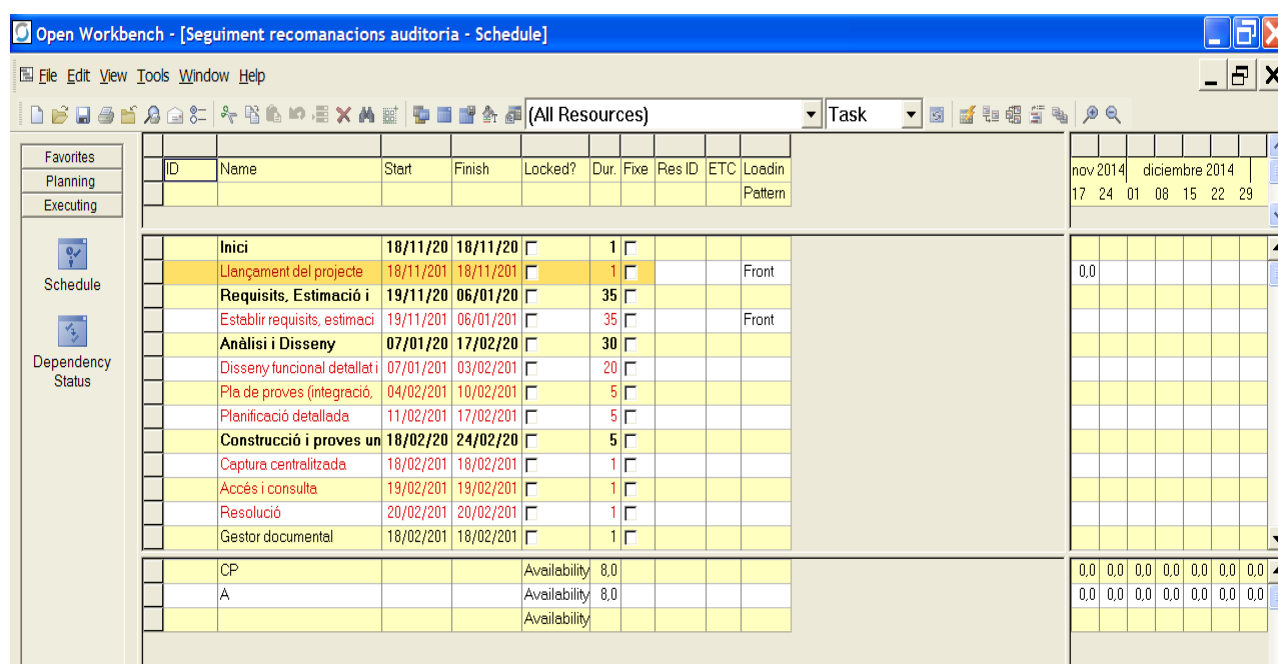 Open Workbench - [Seguiment recomanacions auditoria - Schedule]
File Edit View Tools Window Help
(All Resources) Task
Favorites
Planning
Executing
Schedule
Dependency
Status
ID Name Start Finish Locked? Dur. Fixe Res ID ETC Loadin
Pattern
nov 2014 diciembre 2014
17 24 01 08 15 22 29
Inici 18/11/20 18/11/20 1
Llançament del projecte 18/11/201 18/11/201 1 Front 0,0
Requisits, Estimació i 19/11/20 06/01/20 35
Establir requisits, estimaci 19/11/201 06/01/201 35 Front
Anàlisi i Disseny 07/01/20 17/02/20 30
Disseny funcional detallat i 07/01/201 03/02/201 20
Pla de proves (integració, 04/02/201 10/02/201 5
Planificació detallada 11/02/201 17/02/201 5
Construcció i proves un 18/02/20 24/02/20 5
Captura centralitzada 18/02/201 18/02/201 1
Accés i consulta 19/02/201 19/02/201 1
Resolució 20/02/201 20/02/201 1
Gestor documental 18/02/201 18/02/201 1
CP Availability 8,0 0,0 0,0 0,0 0,0 0,0 0,0 0,0
A Availability 8,0 0,0 0,0 0,0 0,0 0,0 0,0 0,0
Availability